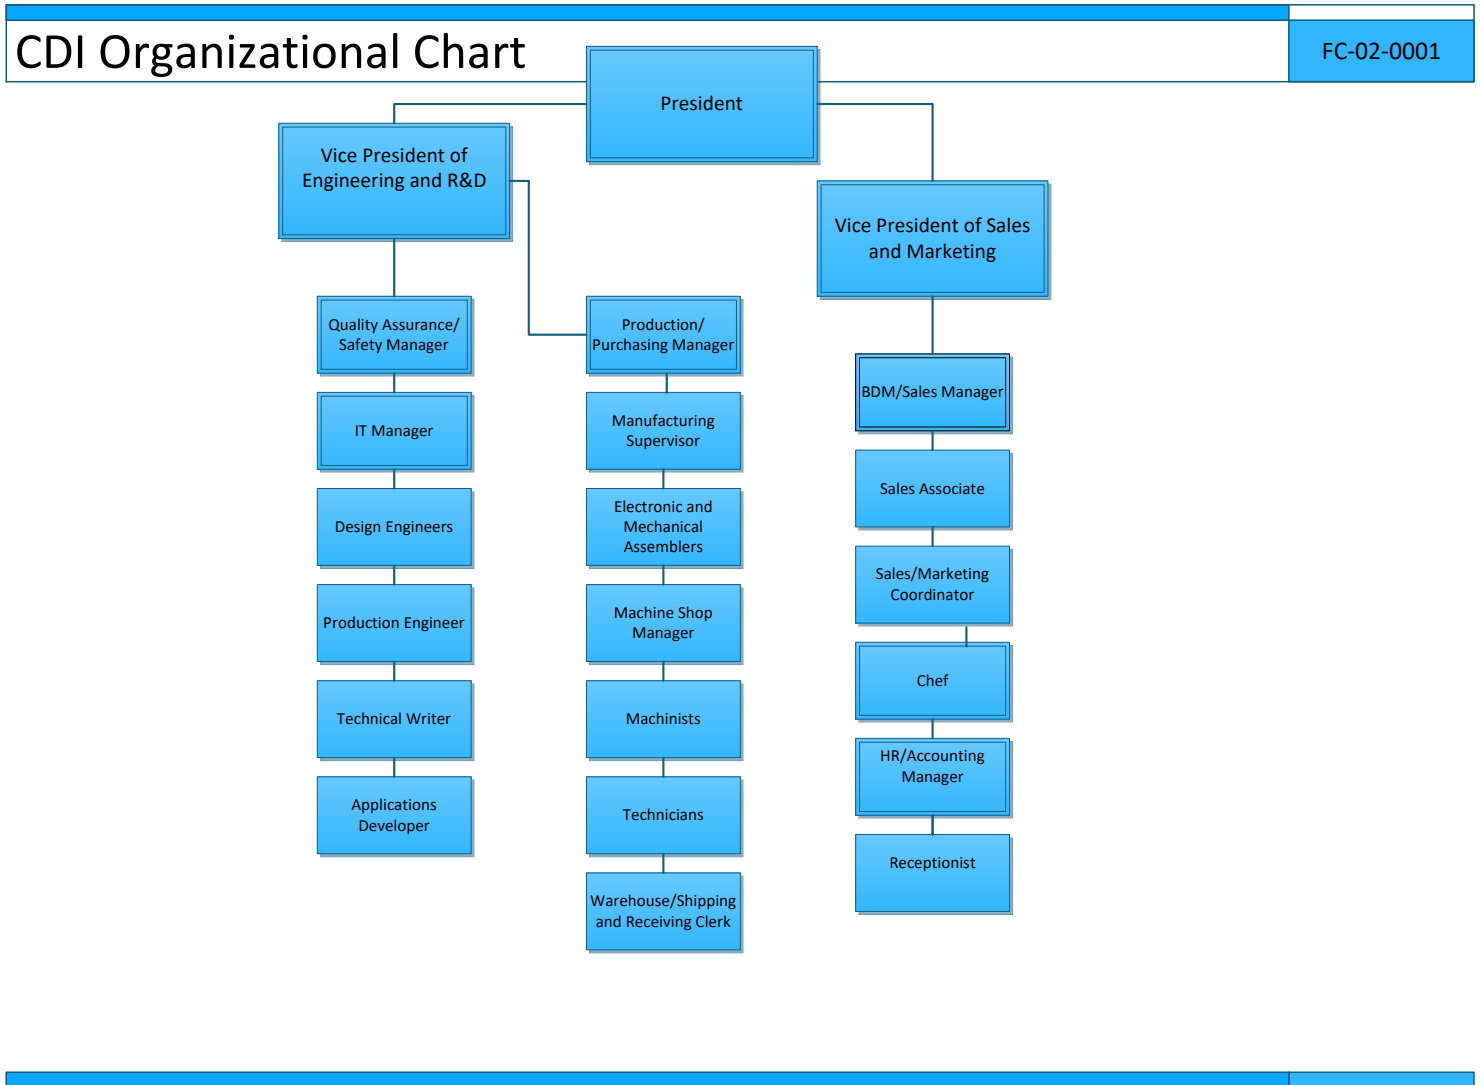 CDI Organizational Chart
FC-02-0001
President
Vice President of
Engineering and R&D
Vice President of Sales
and Marketing
Quality Assurance/
Safety Manager
IT Manager
Design Engineers
Production Engineer
Technical Writer
Applications
Developer
Production/
Purchasing Manager
Manufacturing
Supervisor
Electronic and
Mechanical
Assemblers
Machine Shop
Manager
Machinists
Technicians
Warehouse/Shipping
and Receiving Clerk
BDM/Sales Manager
Sales Associate
Sales/Marketing
Coordinator
Chef
HR/Accounting
Manager
Receptionist